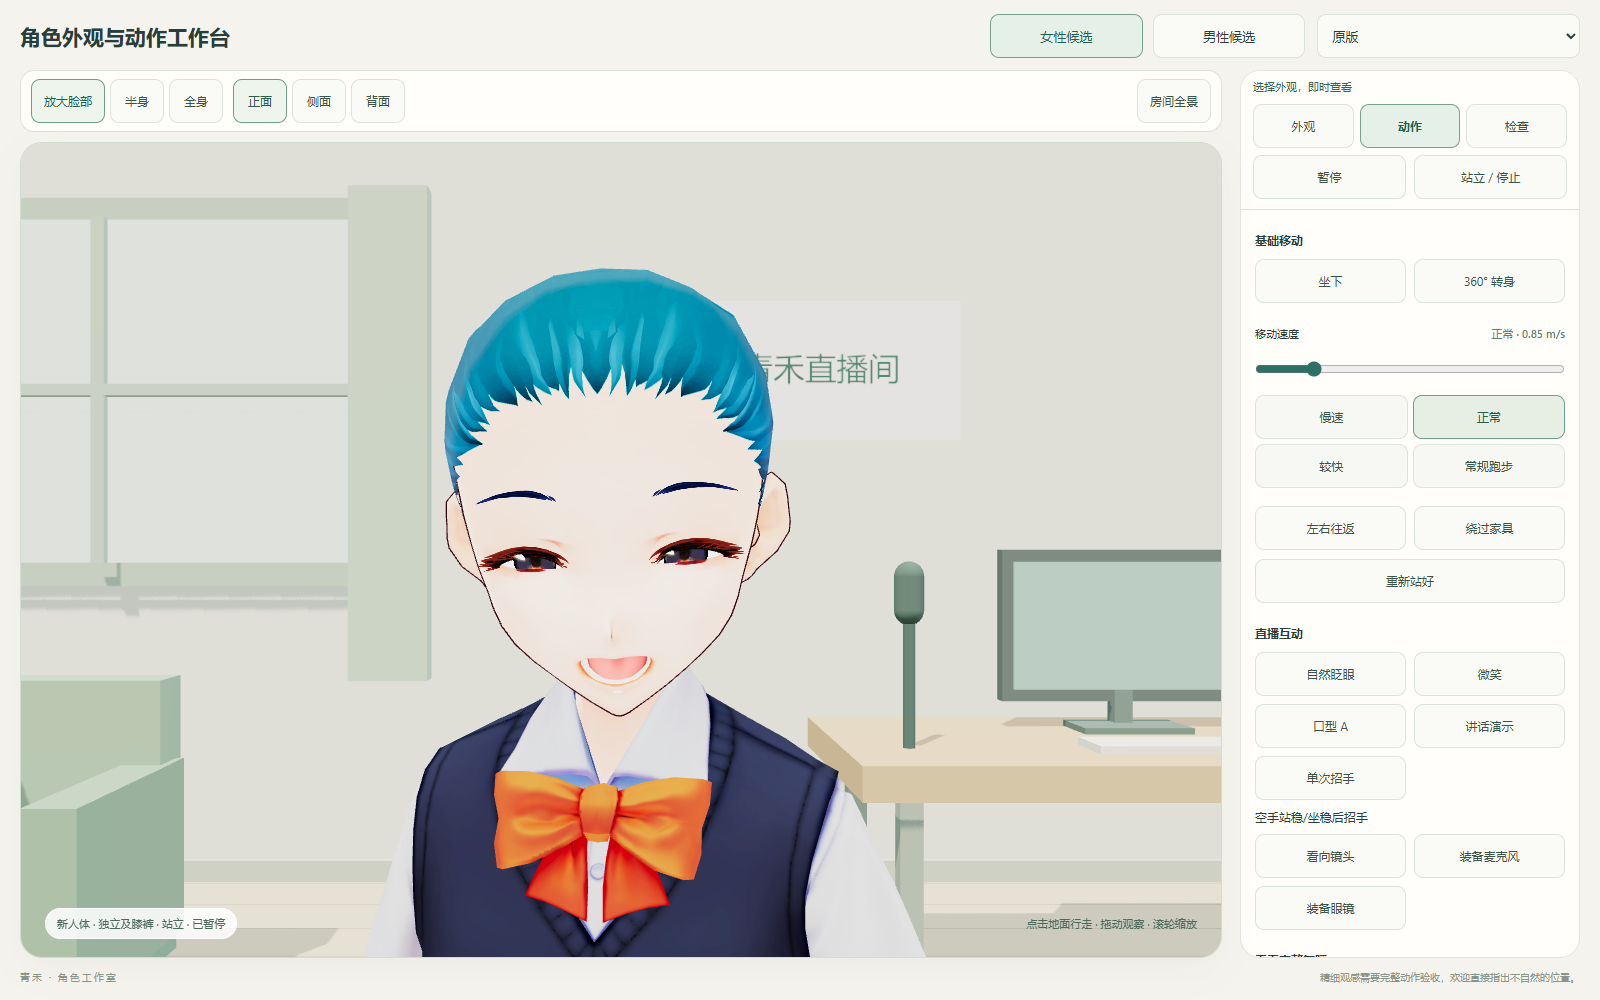 角色外观与动作工作台
女性候选
男性候选
原版
放大脸部
半身
全身
正面
侧面
背面
房间全景
选择外观，即时查看
外观
动作
检查
暂停
站立 / 停止
基础移动
坐下
360° 转身
移动速度
正常 · 0.85 m/s
慢速
正常
较快
常规跑步
左右往返
绕过家具
重新站好
直播互动
自然眨眼
微笑
口型 A
讲话演示
单次招手
空手站稳/坐稳后招手
看向镜头
装备麦克风
装备眼镜
青禾直播间
新人体 · 独立及膝裤 · 站立 · 已暂停
点击地面行走 · 拖动观察 · 滚轮缩放
青禾 · 角色工作室
精细观感需要完整动作验收，欢迎直接指出不自然的位置。